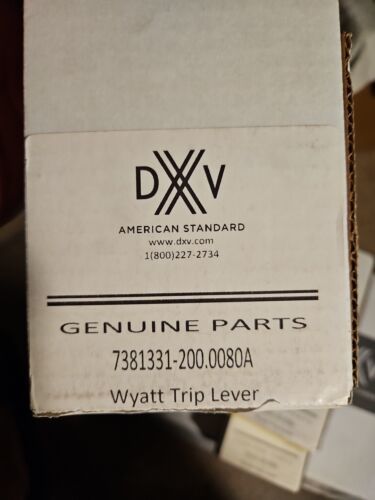 DXV
AMERICAN STANDARD
www.dxv.com
1(800)227-2734
GENUINE PARTS
7381331-200.0080A
Wyatt Trip Lever